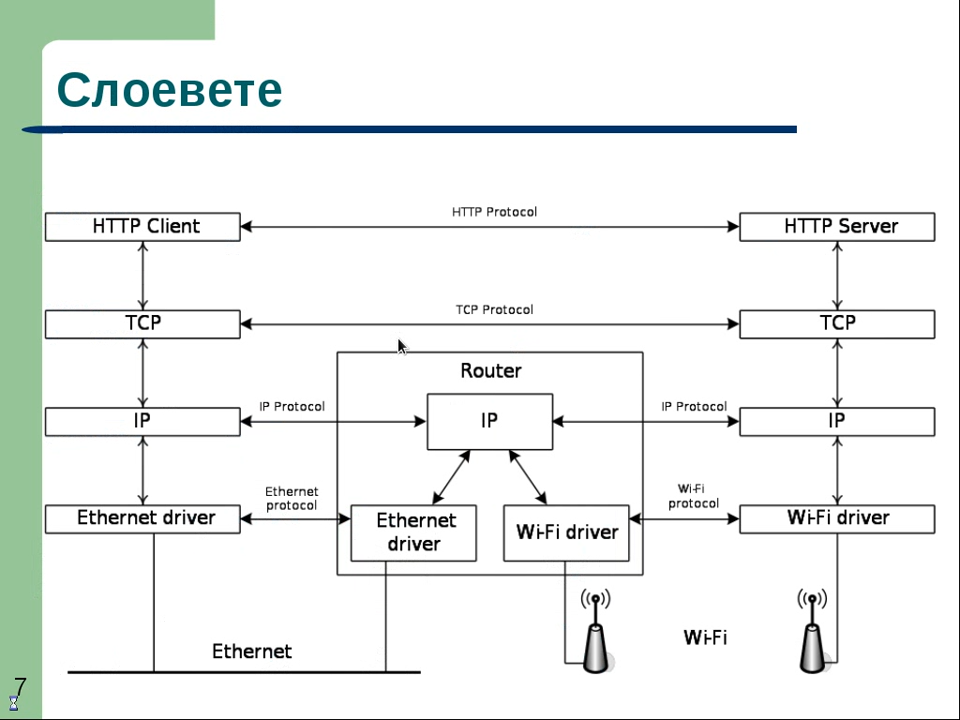 Слоевете
HTTP Protocol
HTTP Client
HTTP Server
TCP Protocol
TCP
TCP
Router
IP Protocol
IP Protocol
IP
IP
IP
Ethernet
protocol
Wi-Fi
protocol
Ethernet driver
Ethernet
driver
Wi-Fi driver
Wi-Fi driver
Ethernet
Wi-Fi
7